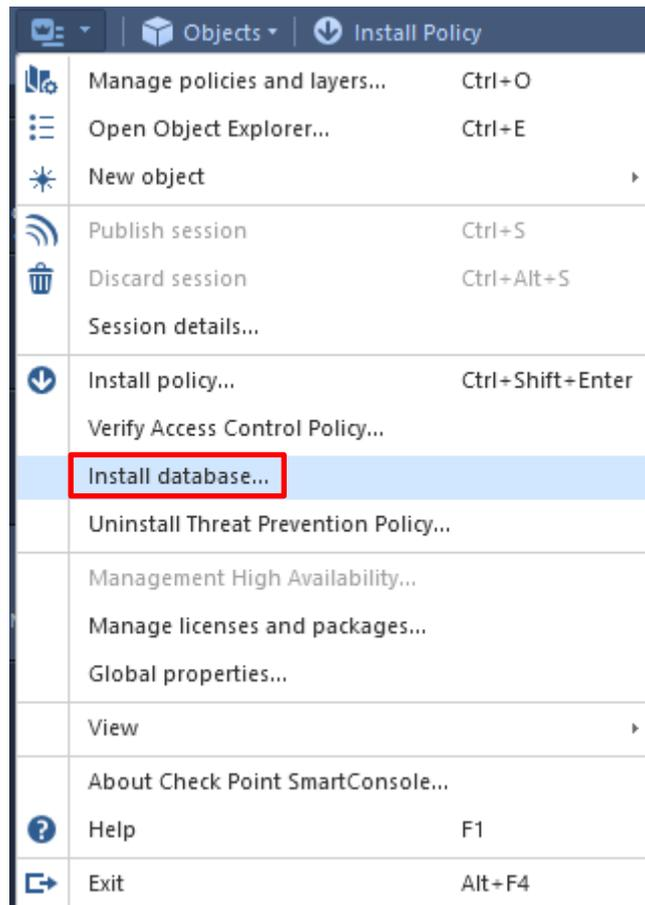 Objects Install Policy
Manage policies and layers... Ctrl+O
Open Object Explorer... Ctrl+E
New object
Publish session Ctrl+S
Discard session Ctrl+Alt+S
Session details...
Install policy... Ctrl+Shift+Enter
Verify Access Control Policy...
Install database...
Uninstall Threat Prevention Policy...
Management High Availability...
Manage licenses and packages...
Global properties...
View
About Check Point SmartConsole...
Help F1
Exit Alt+F4